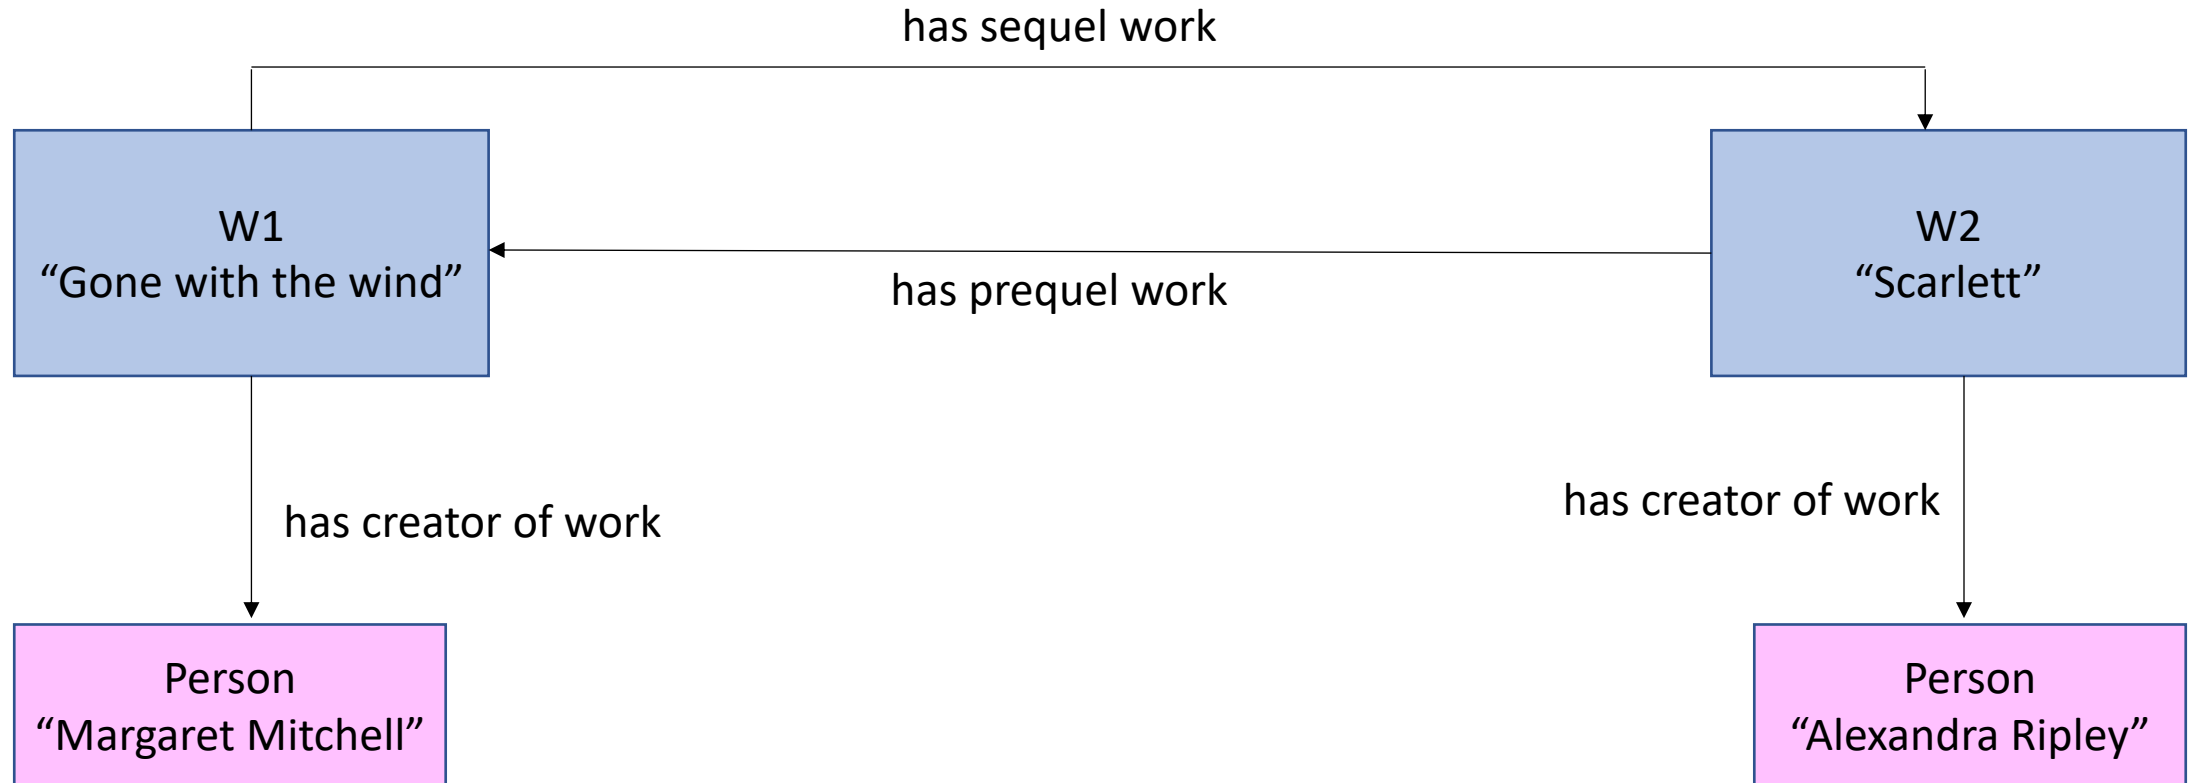 has sequel work
W1
“Gone with the wind”
has prequel work
W2
“Scarlett”
has creator of work
has creator of work
Person
“Margaret Mitchell”
Person
“Alexandra Ripley”